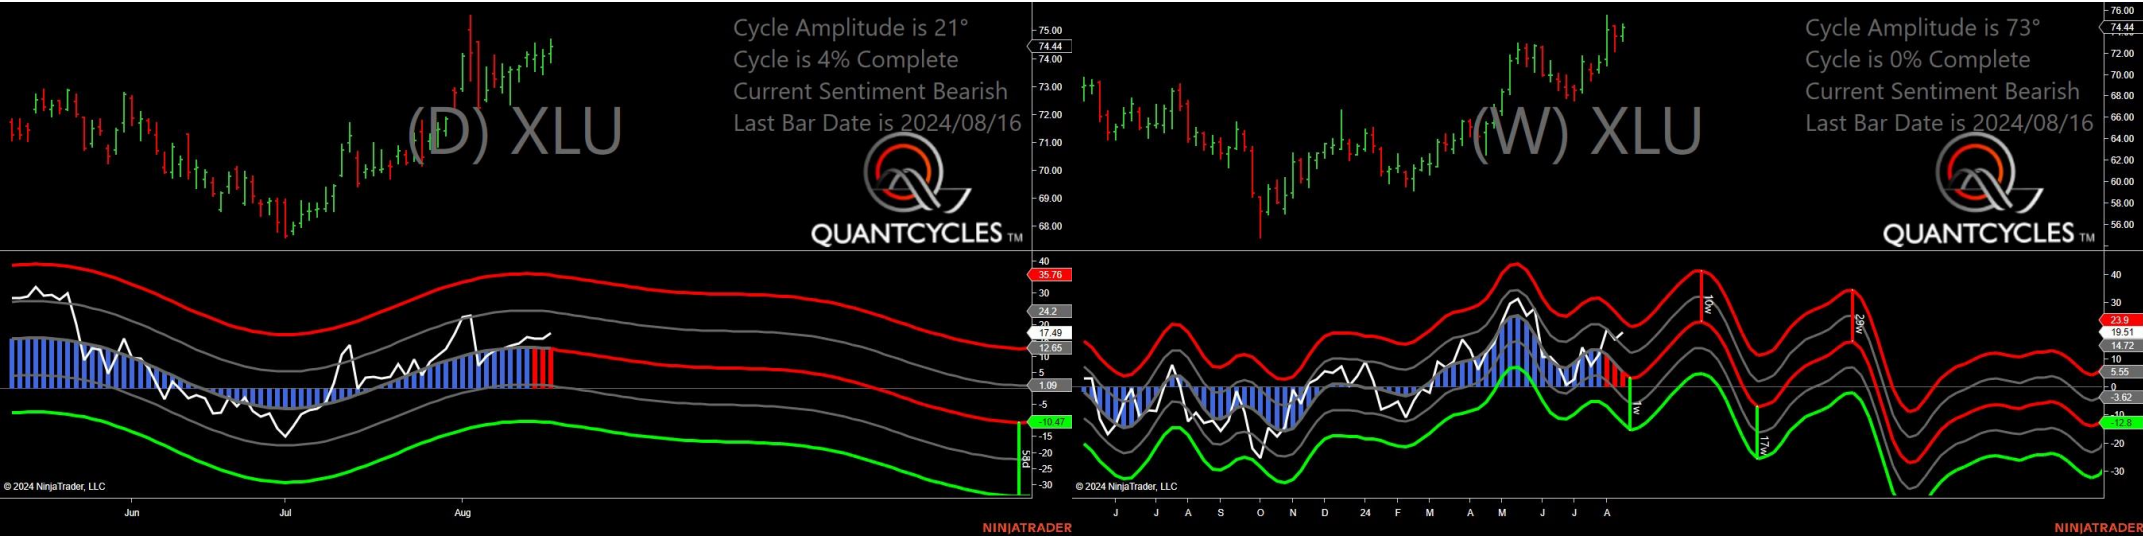 Cycle Amplitude is 21°
Cycle is 4% Complete
Current Sentiment Bearish
Last Bar Date is 2024/08/16
(D) XLU
QUANTCYCLES TM
75.00
74.44
74.00
73.00
72.00
71.00
70.00
69.00
68.00
40
35.76
30
24.2
20
17.49
12.65
10
5
1.09
-5
-10.47
-15
-20
-25
-30
58d
© 2024 NinjaTrader, LLC
Jun
Jul
Aug
NINJATRADER
Cycle Amplitude is 73°
Cycle is 0% Complete
Current Sentiment Bearish
Last Bar Date is 2024/08/16
(W) XLU
QUANTCYCLES TM
76.00
74.44
72.00
70.00
68.00
66.00
64.00
62.00
60.00
58.00
56.00
40
30
23.9
19.51
14.72
10
5.55
0
-3.62
-10
-12.8
-20
-30
1w
10w
17w
29w
© 2024 NinjaTrader, LLC
J
J
A
S
O
N
D
24
F
M
A
M
J
J
A
NINJATRADER